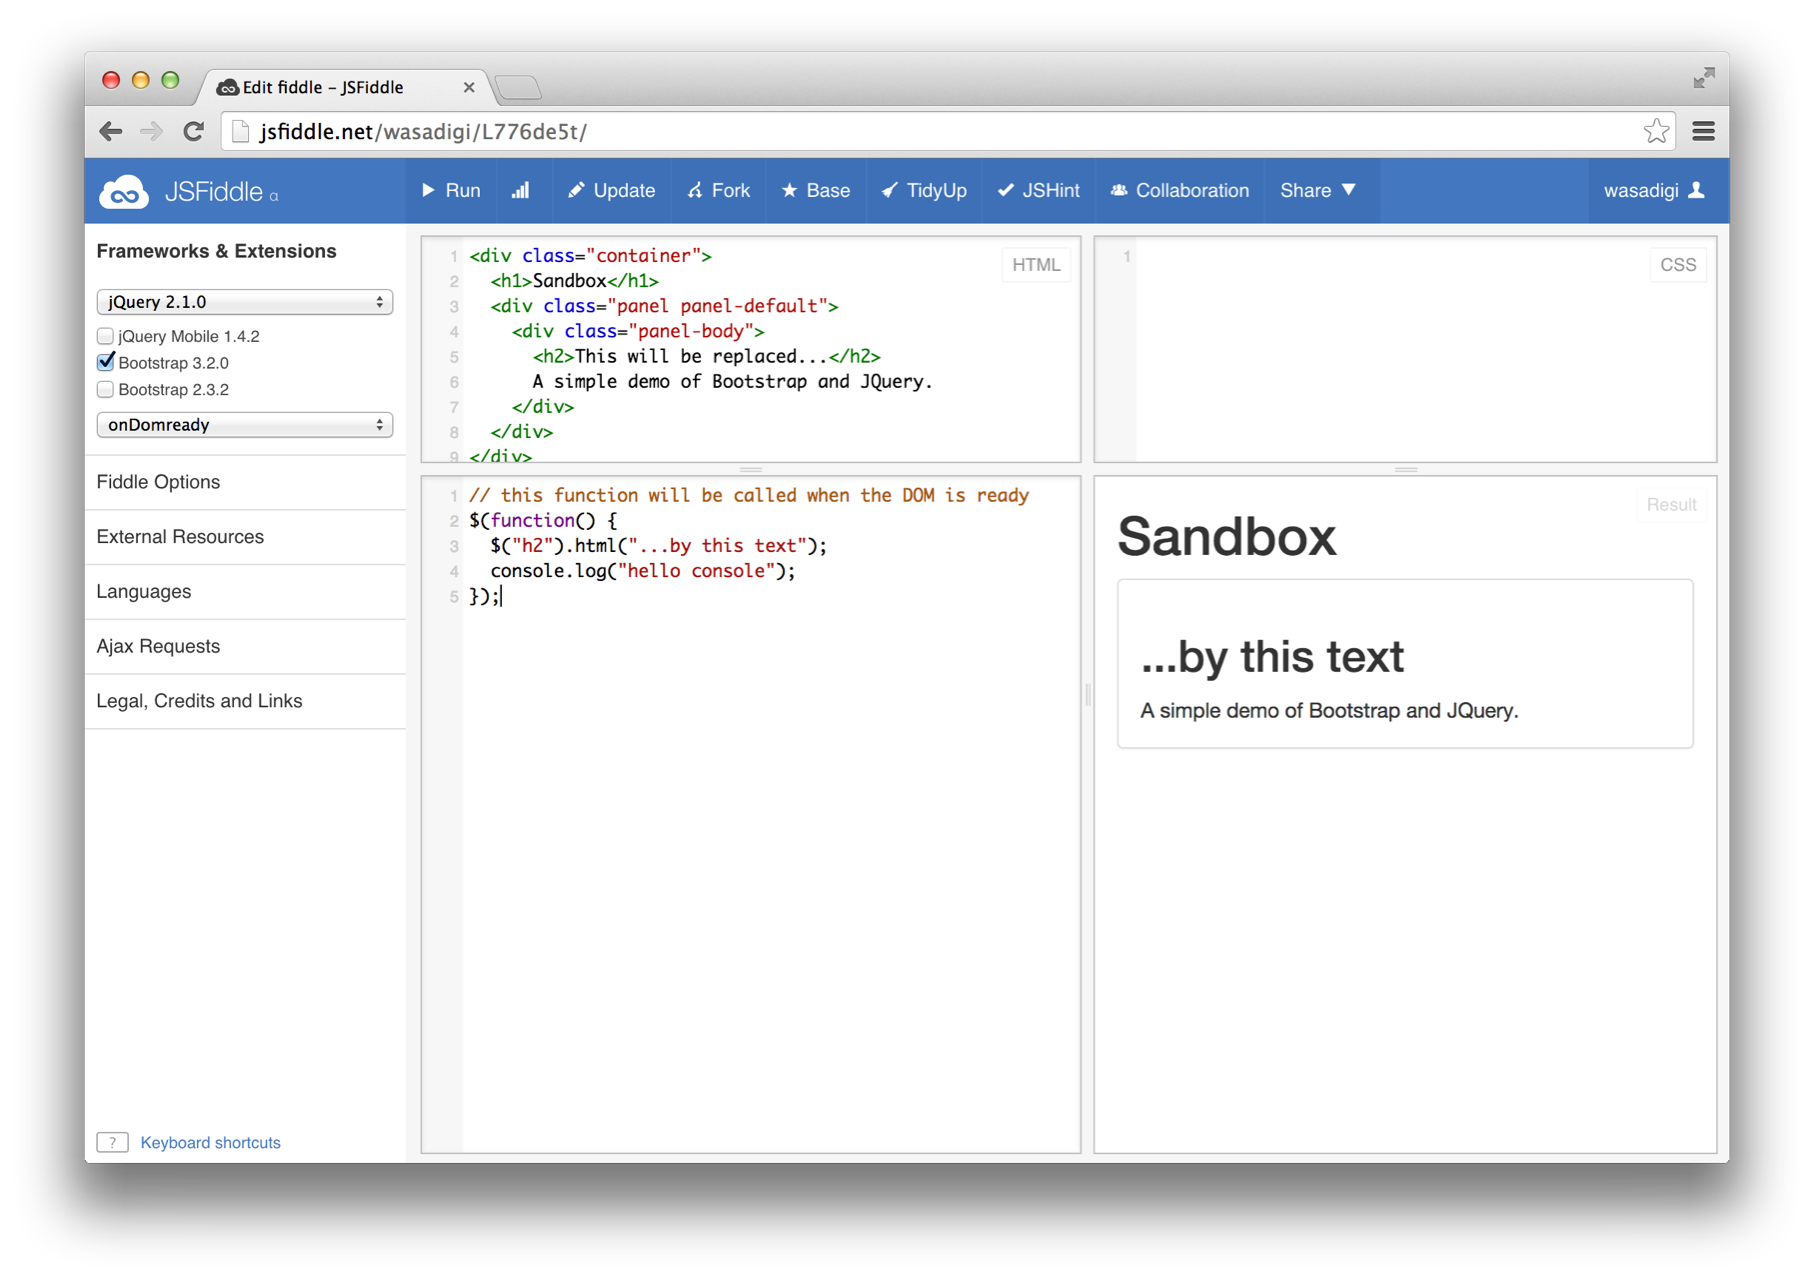 Edit fiddle – JSFiddle
jsfiddle.net/wasadigi/L776de5t/
JSFiddle α
Run
Update
Fork
Base
TidyUp
JSHint
Collaboration
Share
wasadigi
Frameworks & Extensions
jQuery 2.1.0
jQuery Mobile 1.4.2
Bootstrap 3.2.0
Bootstrap 2.3.2
onDomready
Fiddle Options
External Resources
Languages
Ajax Requests
Legal, Credits and Links
? Keyboard shortcuts
HTML
1 <div class="container">
2 <h1>Sandbox</h1>
3 <div class="panel panel-default">
4 <div class="panel-body">
5 <h2>This will be replaced...</h2>
6 A simple demo of Bootstrap and JQuery.
7 </div>
8 </div>
9 </div>
1
CSS
1 // this function will be called when the DOM is ready
2 $(function() {
3 $("h2").html("...by this text");
4 console.log("hello console");
5 });
Result
Sandbox
...by this text
A simple demo of Bootstrap and JQuery.